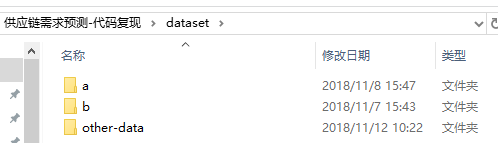 供应链需求预测-代码复现 > dataset >
名称 修改日期 类型
a 2018/11/8 15:47 文件夹
b 2018/11/7 15:43 文件夹
other-data 2018/11/12 10:22 文件夹